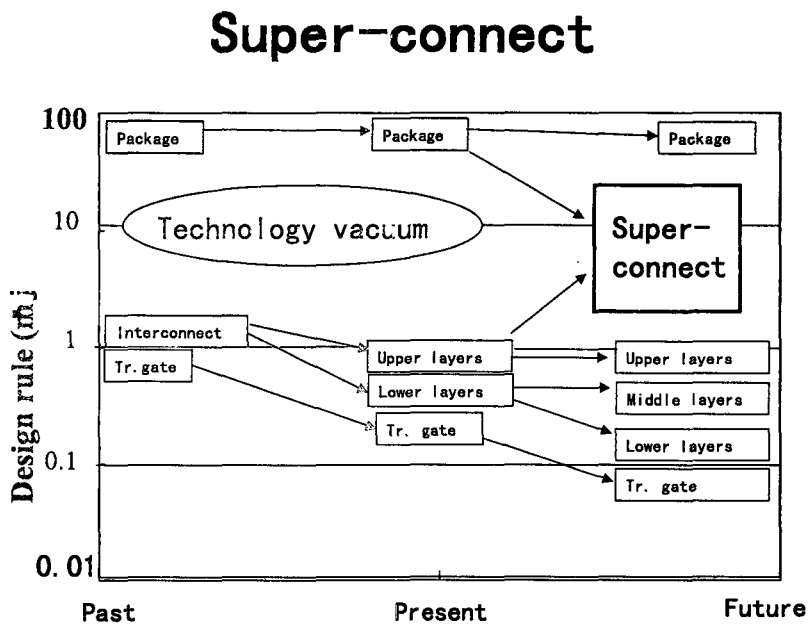 Super-connect
100
Package
Package
Package
10
Technology vacuum
Super-
connect
Design rule
1
Interconnect
Upper layers
Upper layers
Tr.gate
Lower layers
Middle layers
Tr. gate
Lower layers
0.1
Tr. gate
0.01
Past
Present
Future